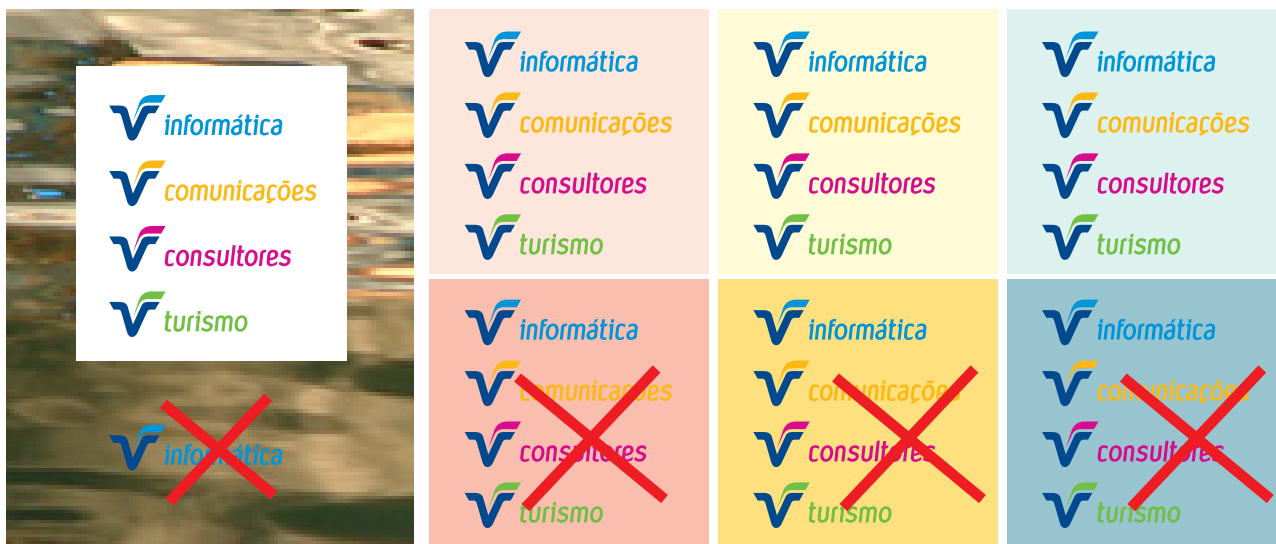 informática
comunicações
consultores
turismo
informática
informática
comunicações
consultores
turismo
informática
comunicações
consultores
turismo
informática
comunicações
consultores
turismo
informática
comunicações
consultores
turismo
informática
comunicações
consultores
turismo
informática
comunicações
consultores
turismo